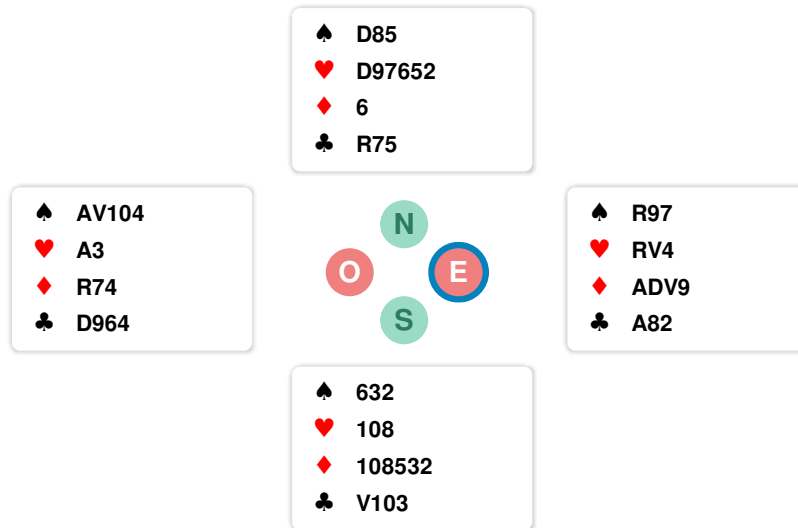 ♠ D85
♥ D97652
♦ 6
♣ R75
♠ AV104
♥ A3
♦ R74
♣ D964
N
O
E
S
♠ R97
♥ RV4
♦ ADV9
♣ A82
♠ 632
♥ 108
♦ 108532
♣ V103